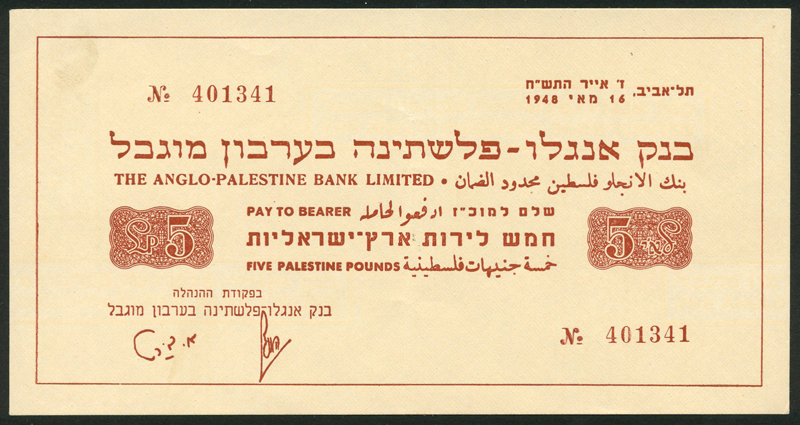 תל־אביב, ז' אייר התש"ח
16 מאי 1948
№ 401341
בנק אנגלו-פלשתינה בערבון מוגבל
THE ANGLO-PALESTINE BANK LIMITED • بنك الانجلو فلسطين محدود الضمان
שלם למוכ"ז ادفعوا لحامله PAY TO BEARER
חמש לירות ארץ־ישראליות
FIVE PALESTINE POUNDS خمسة جنيهات فلسطينية
£P 5
5 לא"י
בפקודת ההנהלה
בנק אנגלו-פלשתינה בערבון מוגבל
№ 401341